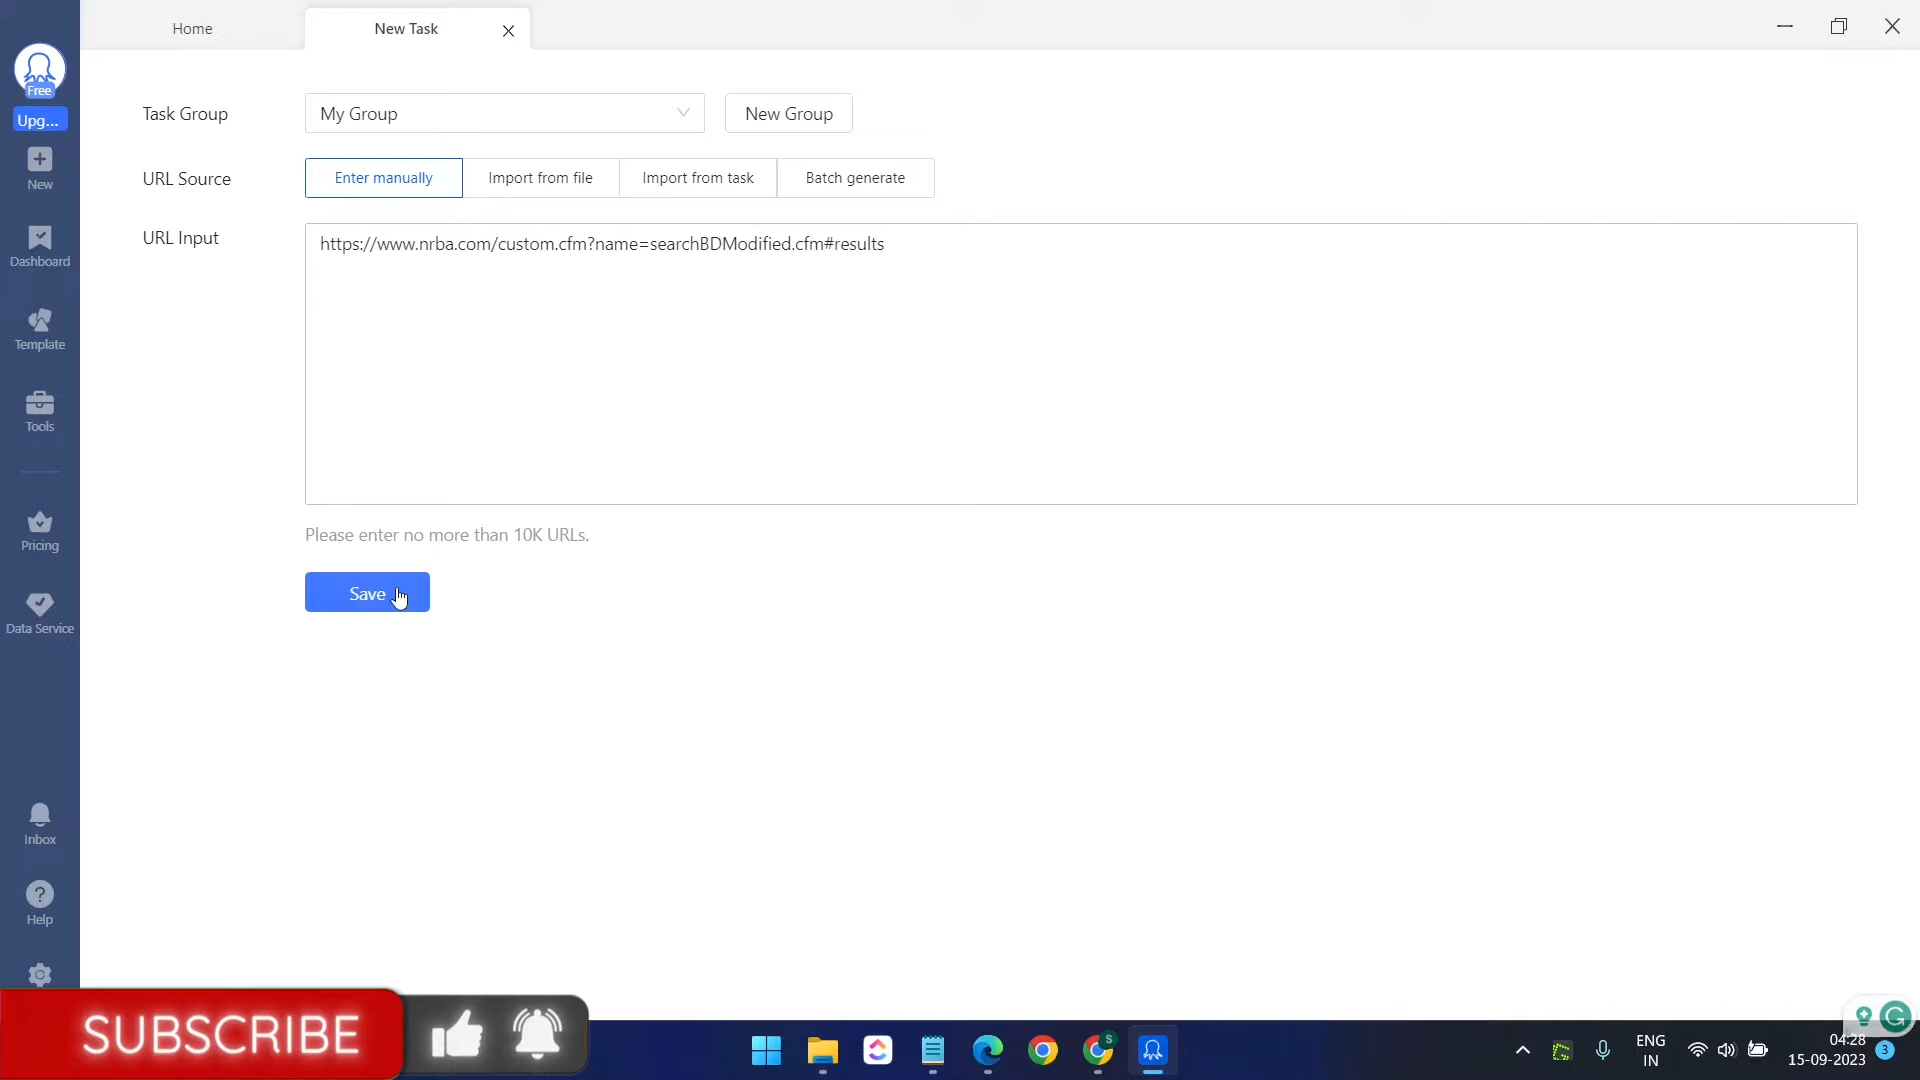 Home
New Task
Free
Upg...
New
Dashboard
Template
Tools
Pricing
Data Service
Inbox
Help
Task Group
My Group
New Group
URL Source
Enter manually
Import from file
Import from task
Batch generate
URL Input
https://www.nrba.com/custom.cfm?name=searchBDModified.cfm#results
Please enter no more than 10K URLs.
Save
SUBSCRIBE
S
ENG
IN
04:28
15-09-2023
3